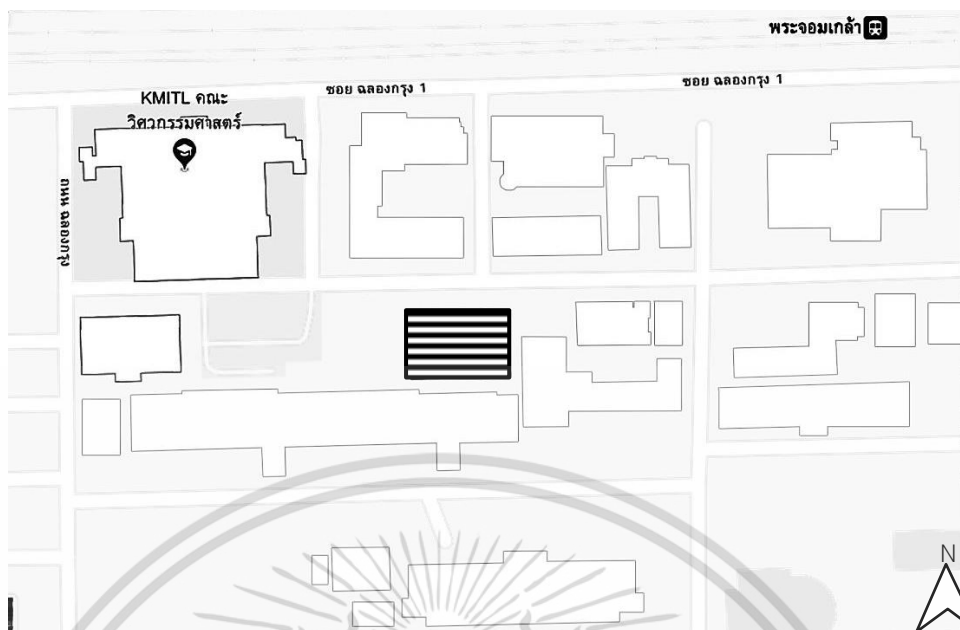 พระจอมเกล้า
ซอย ฉลองกรุง 1
ซอย ฉลองกรุง 1
KMITL คณะ
วิศวกรรมศาสตร์
ถนน ฉลองกรุง
N